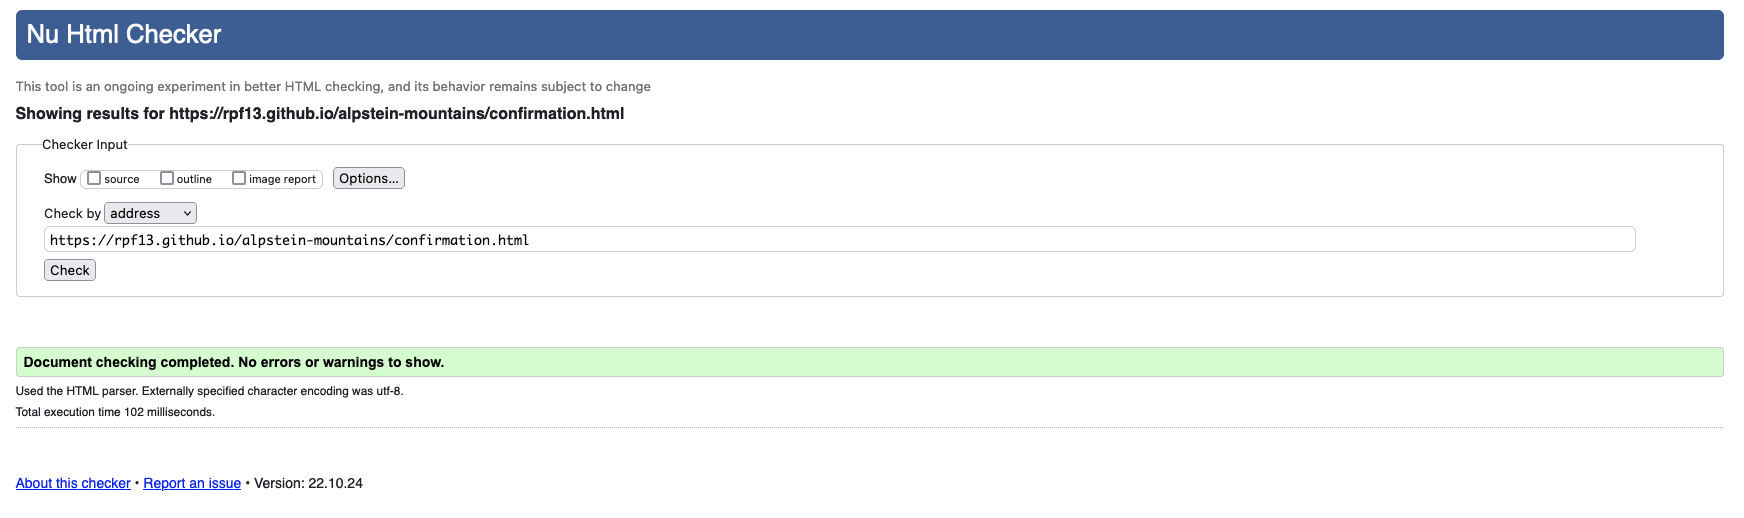 Nu Html Checker
This tool is an ongoing experiment in better HTML checking, and its behavior remains subject to change
Showing results for https://rpf13.github.io/alpstein-mountains/confirmation.html
Checker Input
Show source outline image report Options...
Check by address
https://rpf13.github.io/alpstein-mountains/confirmation.html
Check
Document checking completed. No errors or warnings to show.
Used the HTML parser. Externally specified character encoding was utf-8.
Total execution time 102 milliseconds.
About this checker • Report an issue • Version: 22.10.24